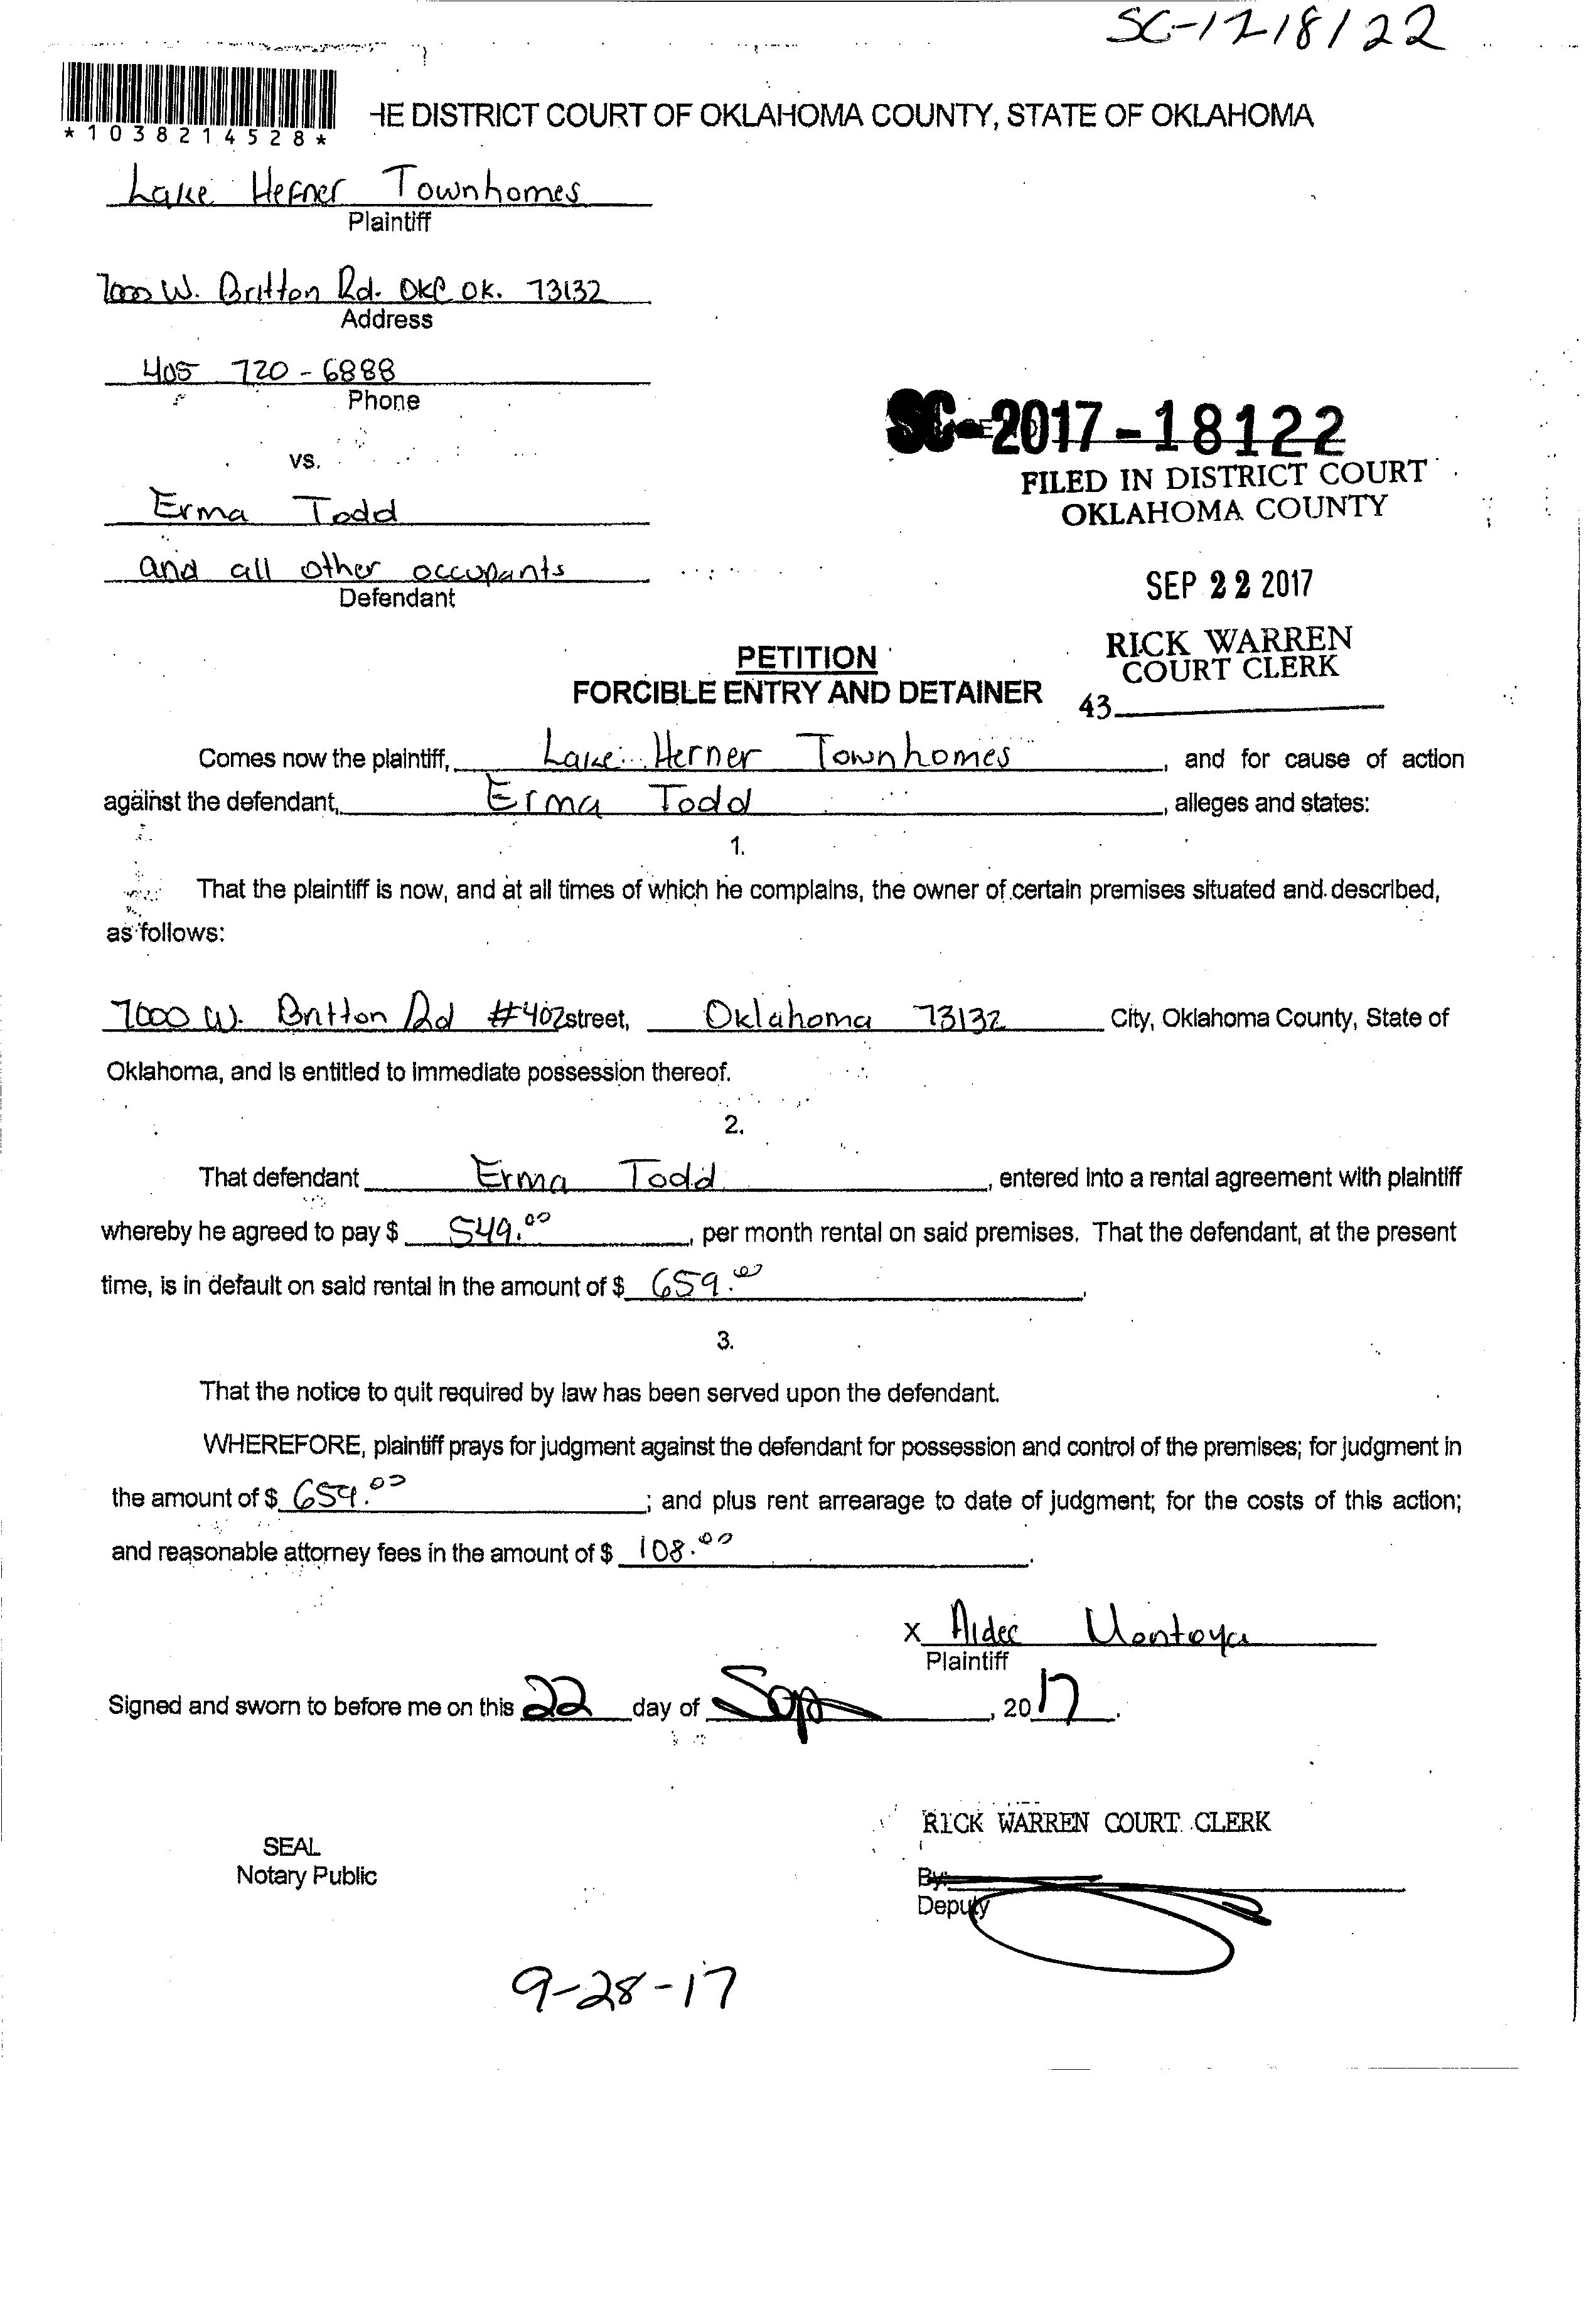 SC-17-18122
*1038214528*
HE DISTRICT COURT OF OKLAHOMA COUNTY, STATE OF OKLAHOMA
Lake Hefner Townhomes
Plaintiff
7000 W. Britton Rd. OKC OK. 73132
Address
405 720-6888
Phone
vs.
SC-2017-18122
FILED IN DISTRICT COURT
OKLAHOMA COUNTY
Erma Todd
and all other occupants
Defendant
SEP 22 2017
RICK WARREN
COURT CLERK
43
PETITION
FORCIBLE ENTRY AND DETAINER
Comes now the plaintiff, Lake Hefner Townhomes, and for cause of action
against the defendant, Erma Todd, alleges and states:
1.
That the plaintiff is now, and at all times of which he complains, the owner of certain premises situated and described,
as follows:
7000 W. Britton Rd #402 street, Oklahoma 73132 City, Oklahoma County, State of
Oklahoma, and is entitled to immediate possession thereof.
2.
That defendant Erma Todd, entered into a rental agreement with plaintiff
whereby he agreed to pay $ 549.00, per month rental on said premises. That the defendant, at the present
time, is in default on said rental in the amount of $ 659.00.
3.
That the notice to quit required by law has been served upon the defendant.
WHEREFORE, plaintiff prays for judgment against the defendant for possession and control of the premises; for judgment in
the amount of $ 659.00; and plus rent arrearage to date of judgment; for the costs of this action;
and reasonable attorney fees in the amount of $ 108.00.
X Aidee Montoya
Plaintiff
Signed and sworn to before me on this 22 day of Sep, 2017.
RICK WARREN COURT CLERK
SEAL
Notary Public
By:
Deputy
9-28-17